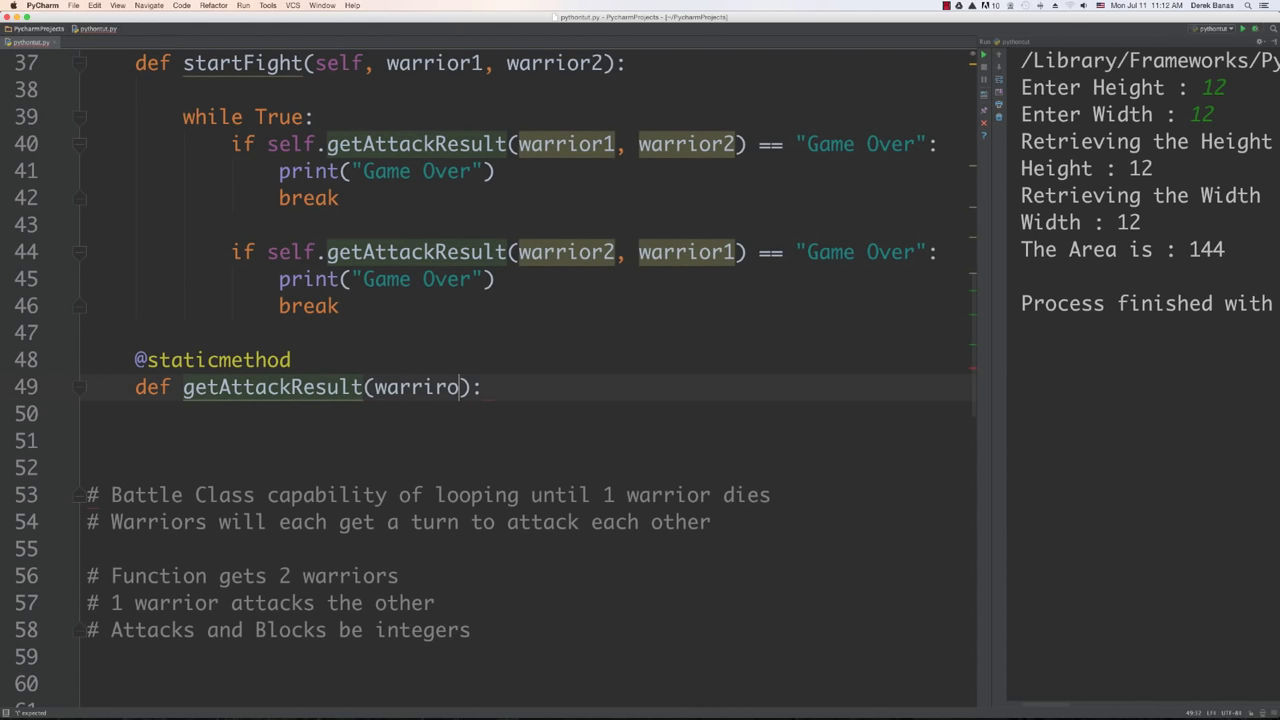 PyCharm File Edit View Navigate Code Refactor Run Tools VCS Window Help 10 Mon Jul 11 11:12 AM Derek Banas
pythontut.py - PycharmProjects - [~/PycharmProjects]
PycharmProjects pythontut.py pythontut
pythontut.py Run pythontut
37 def startFight(self, warrior1, warrior2):
38
39 while True:
40 if self.getAttackResult(warrior1, warrior2) == "Game Over":
41 print("Game Over")
42 break
43
44 if self.getAttackResult(warrior2, warrior1) == "Game Over":
45 print("Game Over")
46 break
47
48 @staticmethod
49 def getAttackResult(warriro):
50
51
52
53 # Battle Class capability of looping until 1 warrior dies
54 # Warriors will each get a turn to attack each other
55
56 # Function gets 2 warriors
57 # 1 warrior attacks the other
58 # Attacks and Blocks be integers
59
60
/Library/Frameworks/Py
Enter Height : 12
Enter Width : 12
Retrieving the Height
Height : 12
Retrieving the Width
Width : 12
The Area is : 144
Process finished with
expected 49:32 LF UTF-8